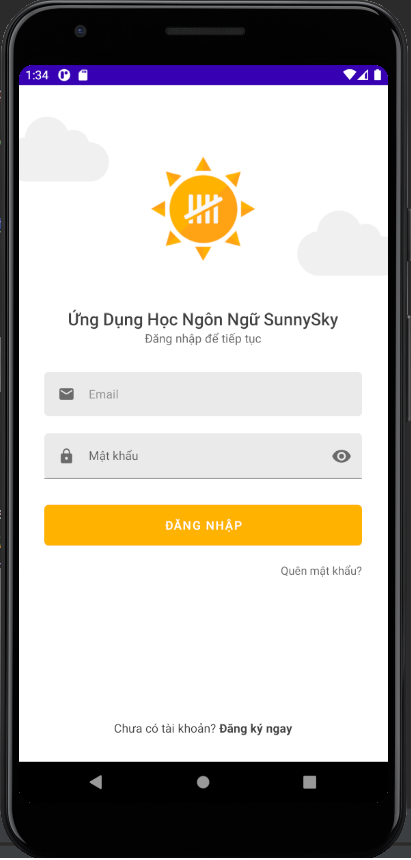 1:34
Ứng Dụng Học Ngôn Ngữ SunnySky
Đăng nhập để tiếp tục
Email
Mật khẩu
ĐĂNG NHẬP
Quên mật khẩu?
Chưa có tài khoản? Đăng ký ngay